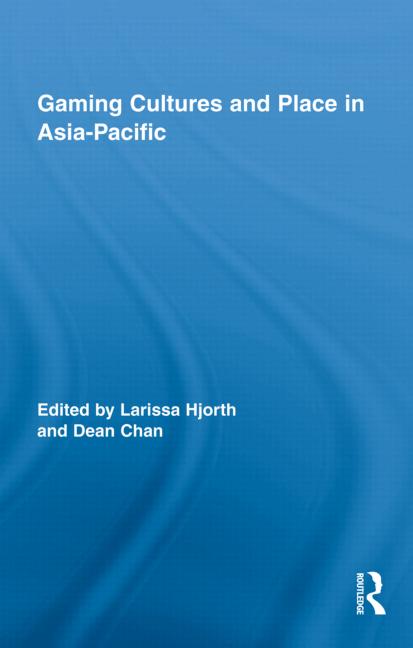 Gaming Cultures and Place in
Asia-Pacific
Edited by Larissa Hjorth
and Dean Chan
ROUTLEDGE